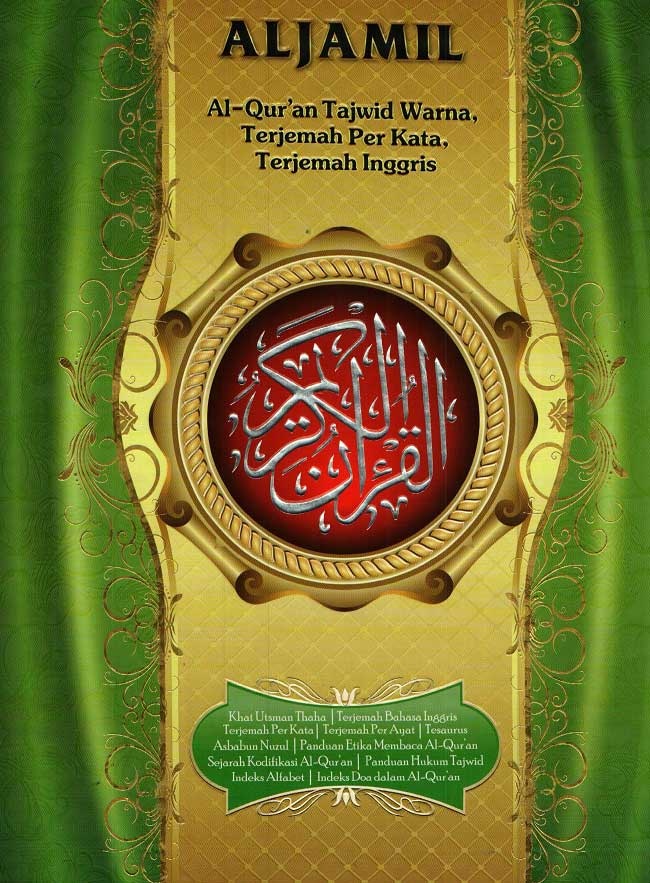 ALJAMIL
Al-Qur'an Tajwid Warna,
Terjemah Per Kata,
Terjemah Inggris
القرآن الكريم
Khat Utsman Thaha | Terjemah Bahasa Inggris
Terjemah Per Kata | Terjemah Per Ayat | Tesaurus
Asbabun Nuzul | Panduan Etika Membaca Al-Qur'an
Sejarah Kodifikasi Al-Qur'an | Panduan Hukum Tajwid
Indeks Alfabet | Indeks Doa dalam Al-Qur'an